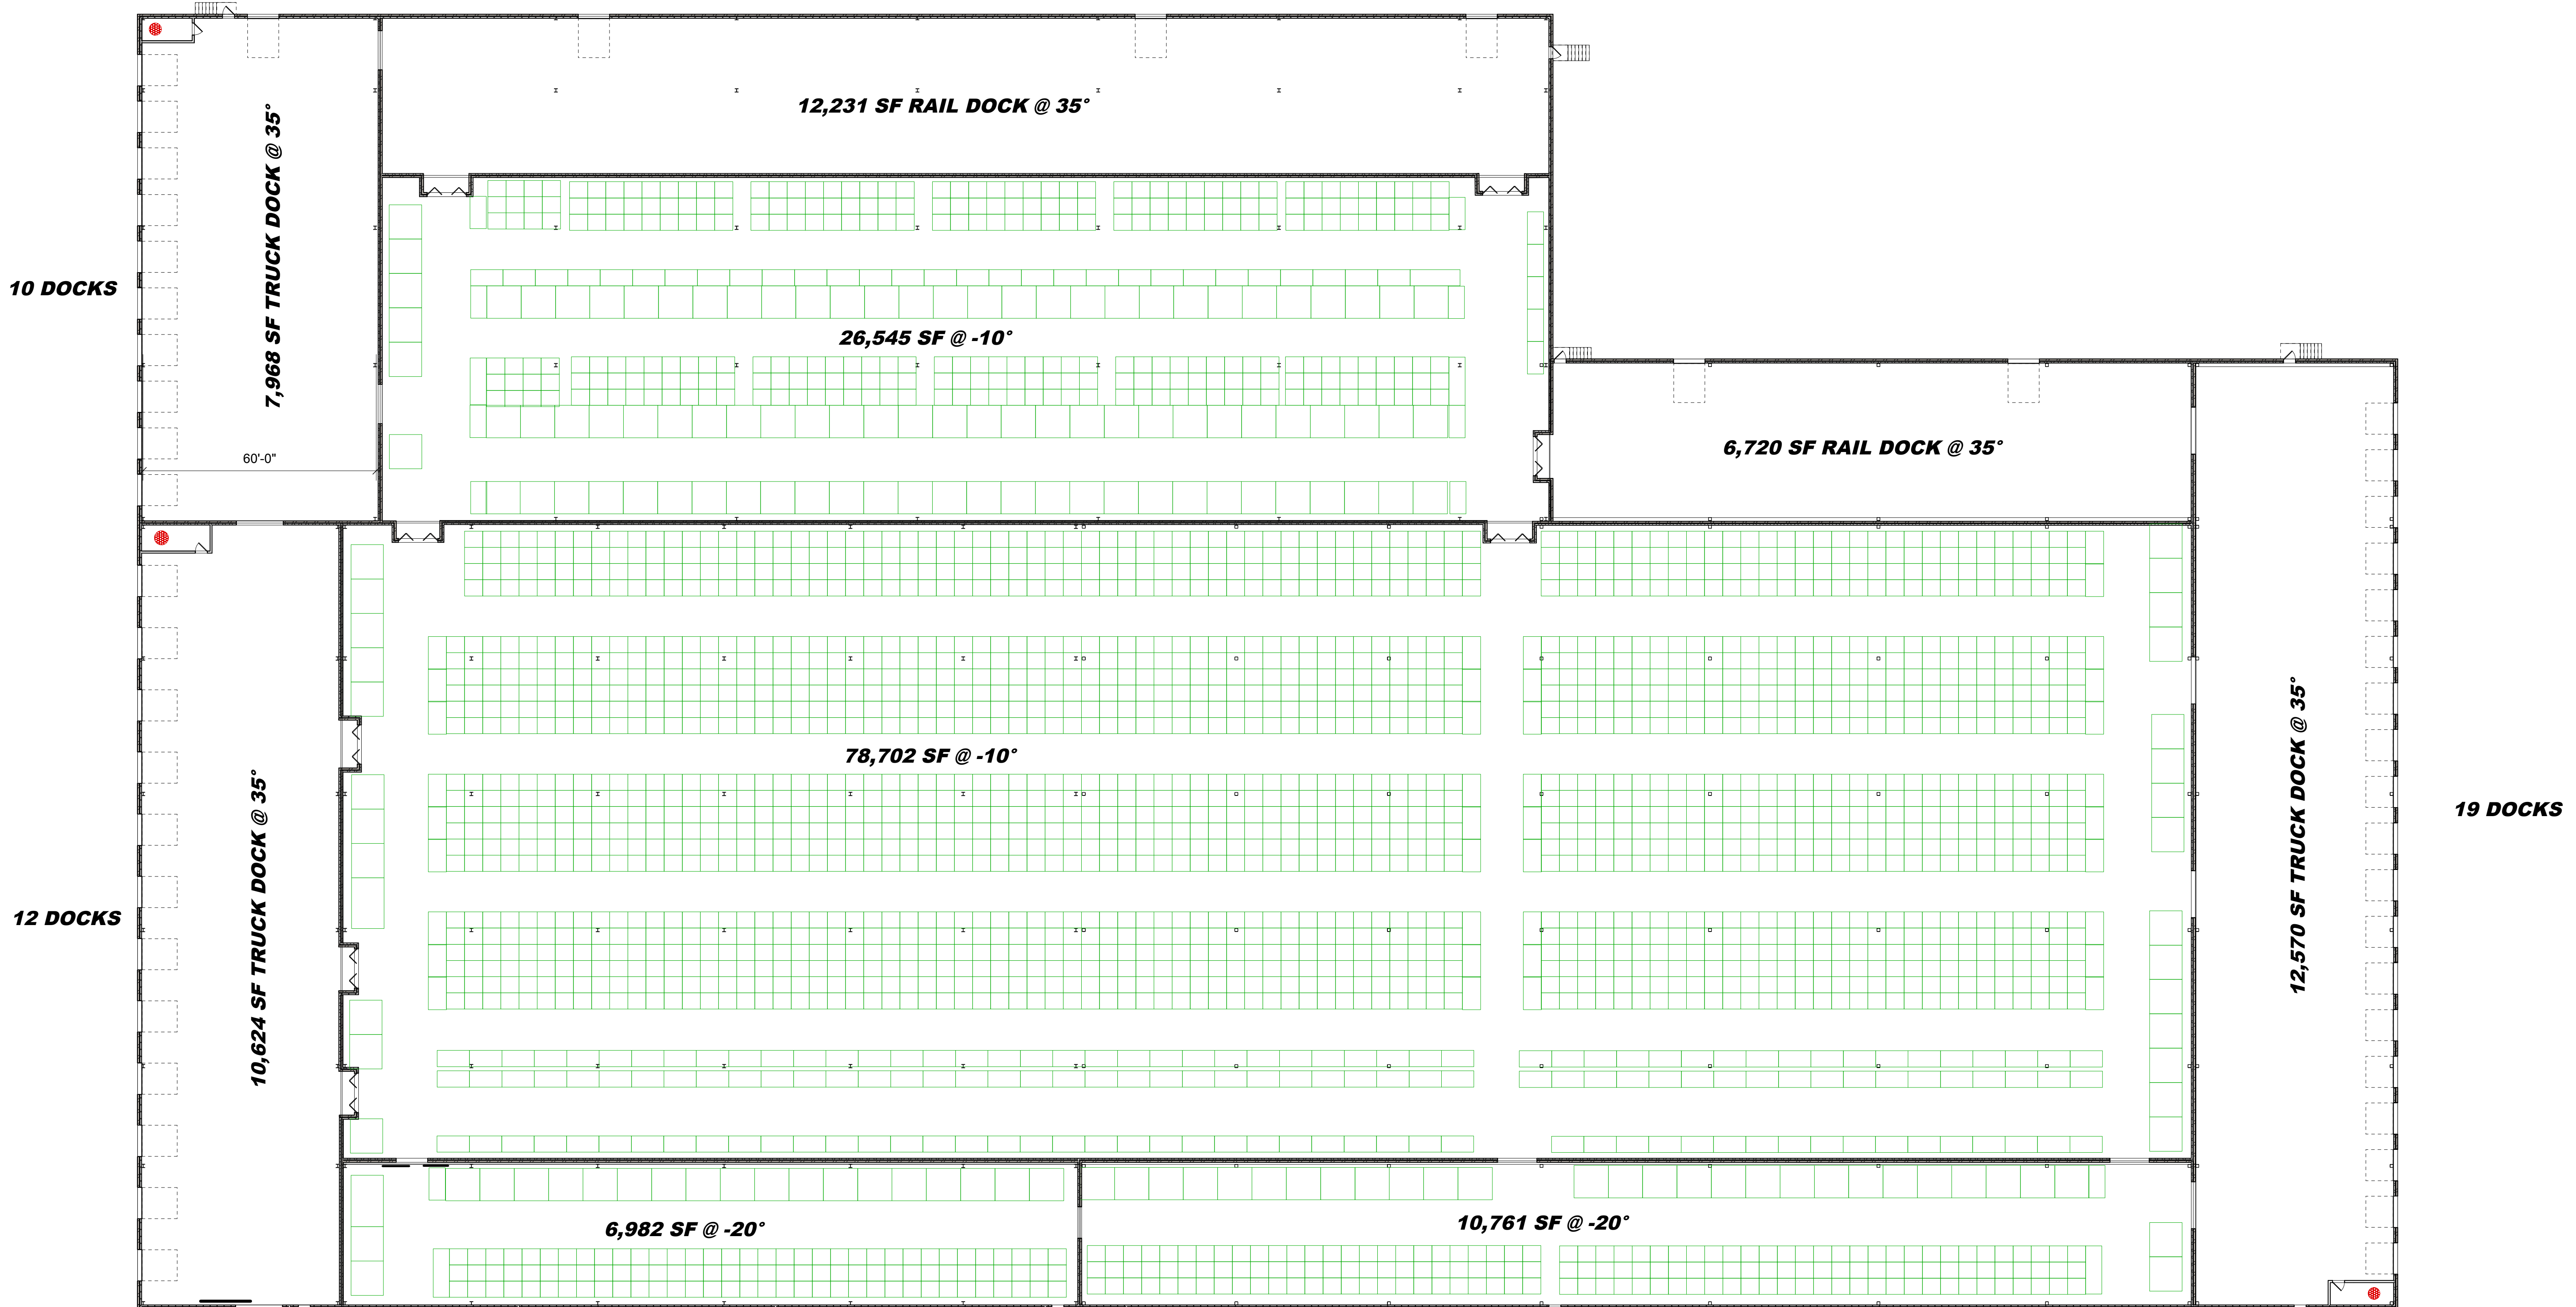 12,231 SF RAIL DOCK @ 35°
7,968 SF TRUCK DOCK @ 35°
10 DOCKS
26,545 SF @ -10°
6,720 SF RAIL DOCK @ 35°
60'-0"
78,702 SF @ -10°
12,570 SF TRUCK DOCK @ 35°
19 DOCKS
10,624 SF TRUCK DOCK @ 35°
12 DOCKS
6,982 SF @ -20°
10,761 SF @ -20°